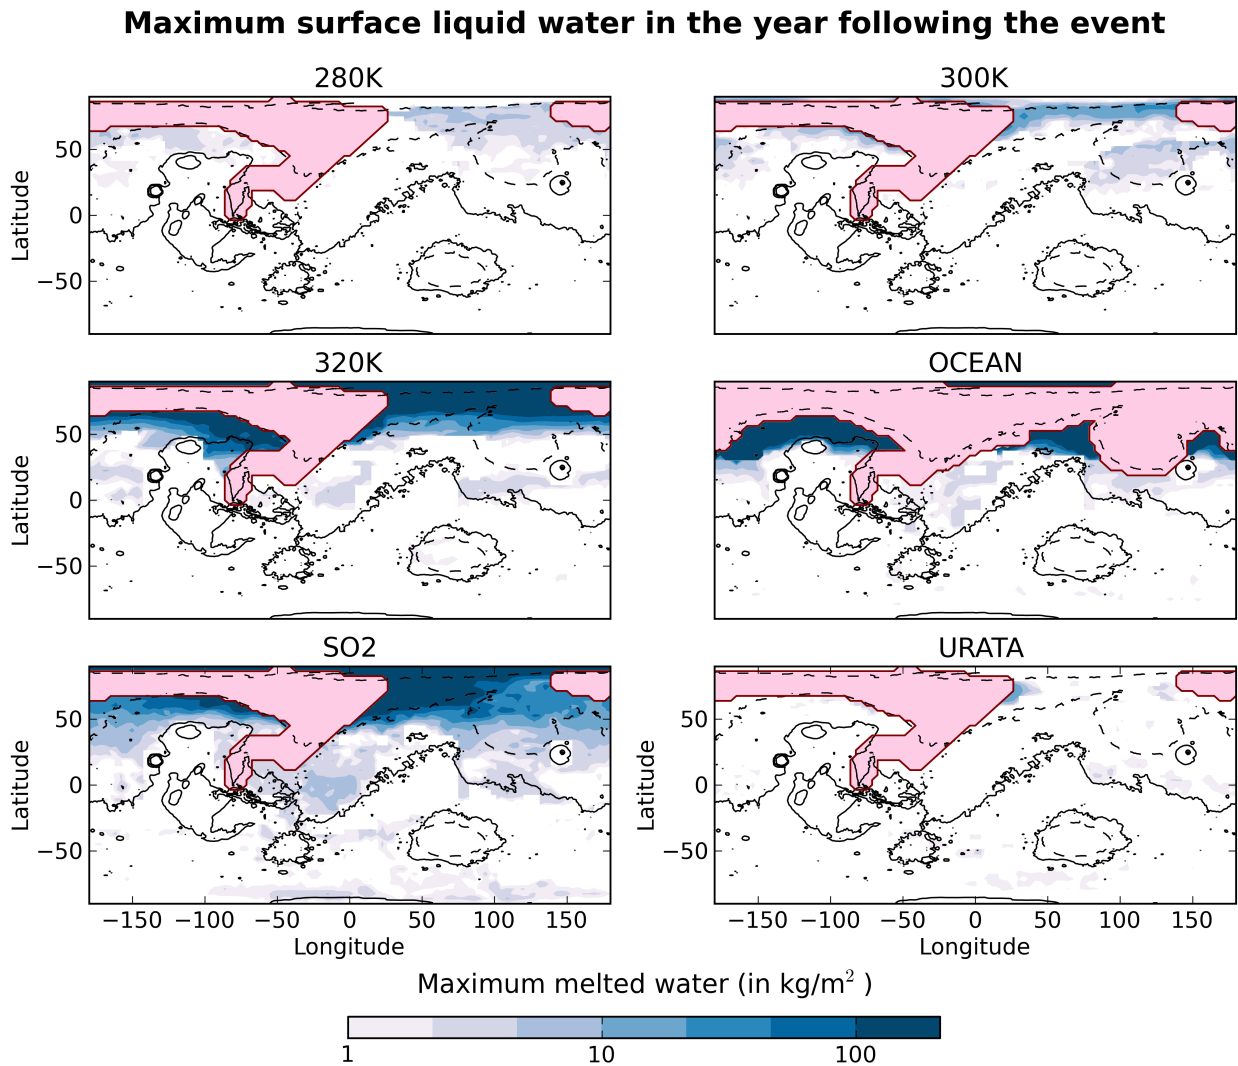 Maximum surface liquid water in the year following the event
280K
300K
Latitude
50
0
−50
320K
OCEAN
Latitude
50
0
−50
SO2
URATA
Latitude
50
0
−50
Latitude
50
0
−50
−150 −100 −50 0 50 100 150
Longitude
−150 −100 −50 0 50 100 150
Longitude
Maximum melted water (in kg/m² )
1 10 100